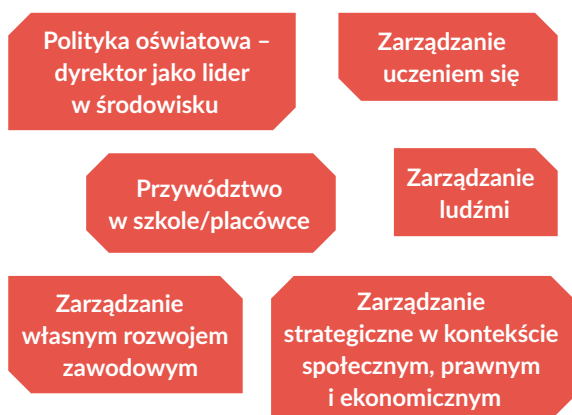 Polityka oświatowa –
dyrektor jako lider
w środowisku
Zarządzanie
uczeniem się
Przywództwo
w szkole/placówce
Zarządzanie
ludźmi
Zarządzanie
własnym rozwojem
zawodowym
Zarządzanie
strategiczne w kontekście
społecznym, prawnym
i ekonomicznym